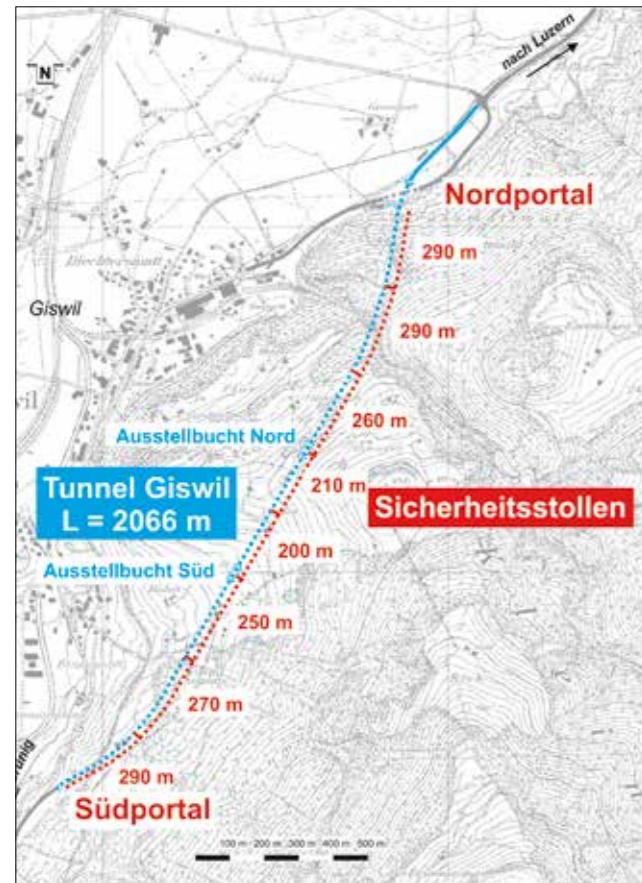 nach Luzern
N
Nordportal
290 m
Giswil
290 m
260 m
Ausstellbucht Nord
210 m
Tunnel Giswil
L = 2066 m
Sicherheitsstollen
200 m
Ausstellbucht Süd
250 m
270 m
290 m
Südportal
100 m 200 m 300 m 400 m 500 m